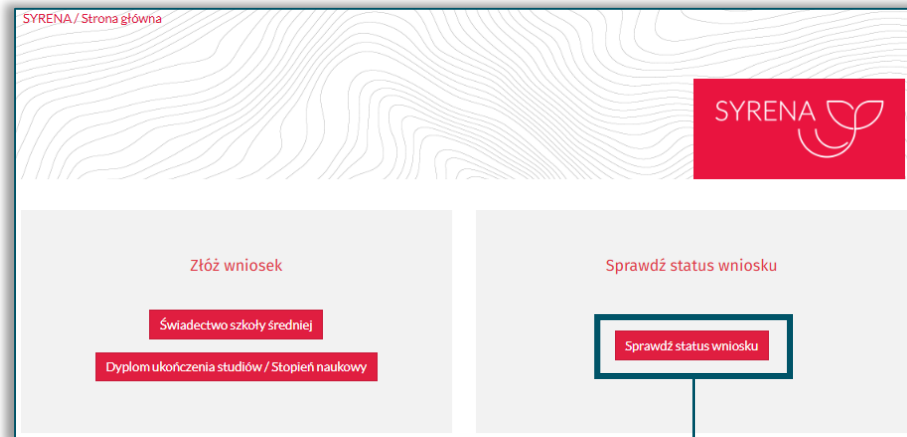 SYRENA / Strona główna
SYRENA
Złóż wniosek
Świadectwo szkoły średniej
Dyplom ukończenia studiów / Stopień naukowy
Sprawdź status wniosku
Sprawdź status wniosku